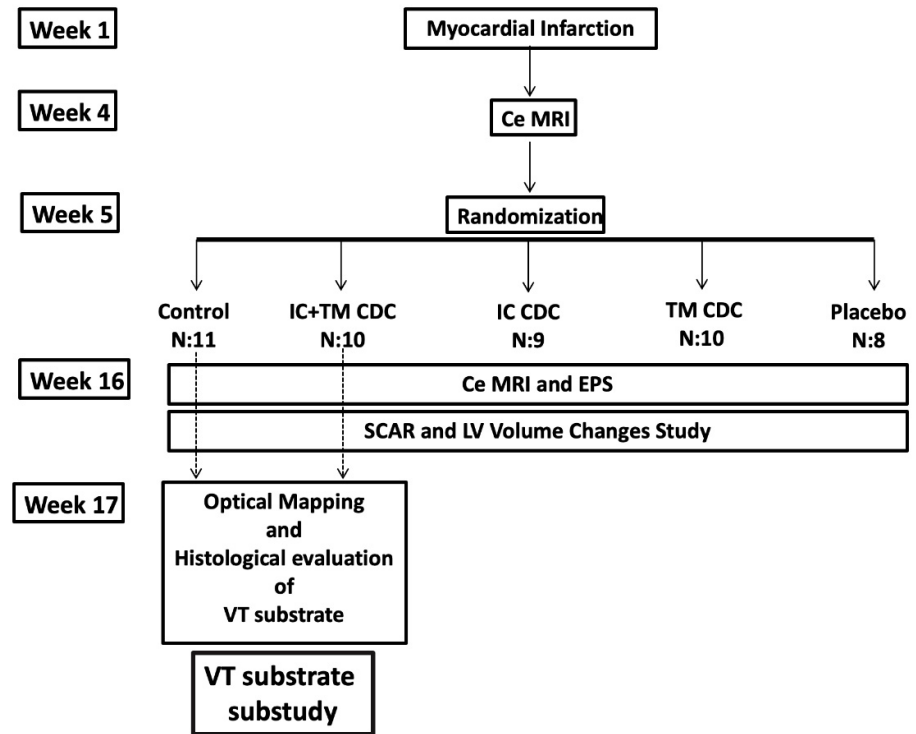 Week 1
Myocardial Infarction
Week 4
Ce MRI
Week 5
Randomization
Control
N:11
IC+TM CDC
N:10
IC CDC
N:9
TM CDC
N:10
Placebo
N:8
Week 16
Ce MRI and EPS
SCAR and LV Volume Changes Study
Week 17
Optical Mapping
and
Histological evaluation
of
VT substrate
VT substrate
substudy